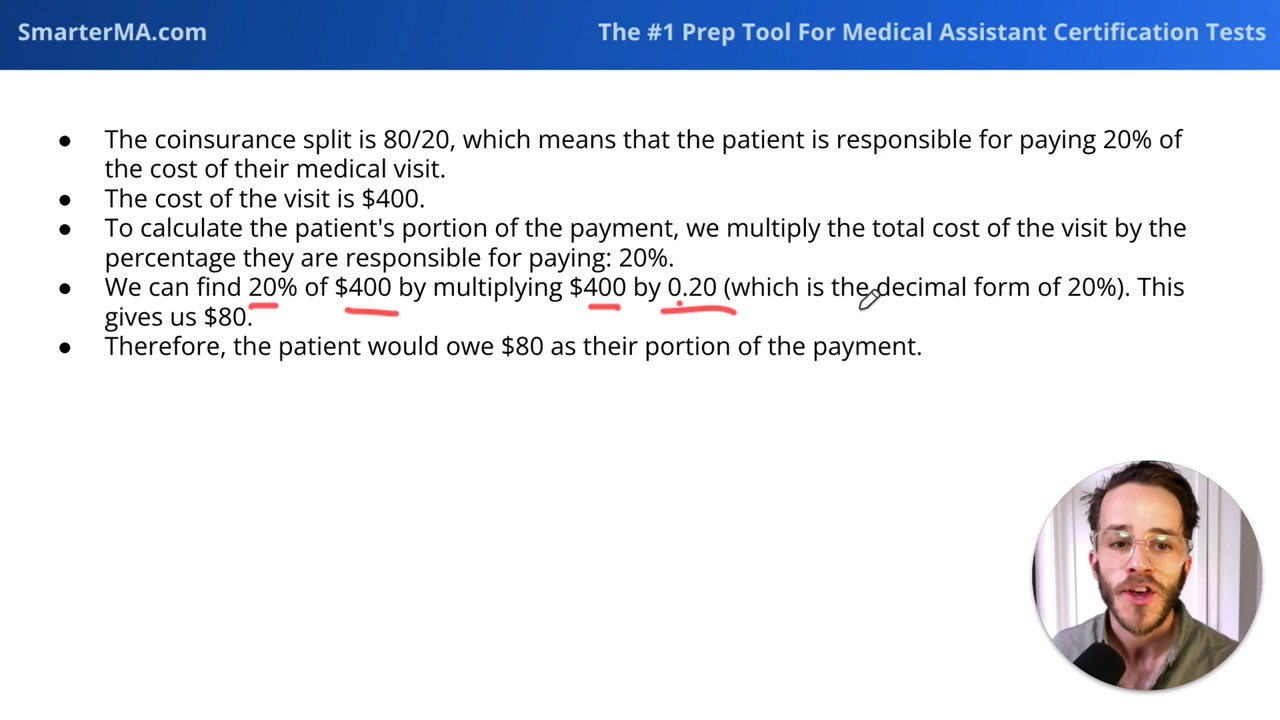 SmarterMA.com
The #1 Prep Tool For Medical Assistant Certification Tests
● The coinsurance split is 80/20, which means that the patient is responsible for paying 20% of
the cost of their medical visit.
● The cost of the visit is $400.
● To calculate the patient's portion of the payment, we multiply the total cost of the visit by the
percentage they are responsible for paying: 20%.
● We can find 20% of $400 by multiplying $400 by 0.20 (which is the decimal form of 20%). This
gives us $80.
● Therefore, the patient would owe $80 as their portion of the payment.